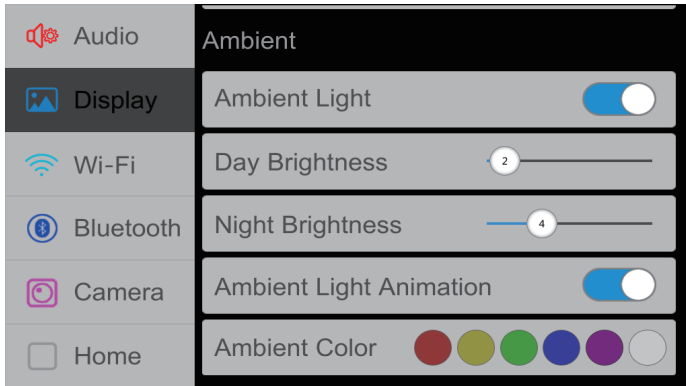 Audio
Display
Wi-Fi
Bluetooth
Camera
Home
Ambient
Ambient Light
Day Brightness 2
Night Brightness 4
Ambient Light Animation
Ambient Color